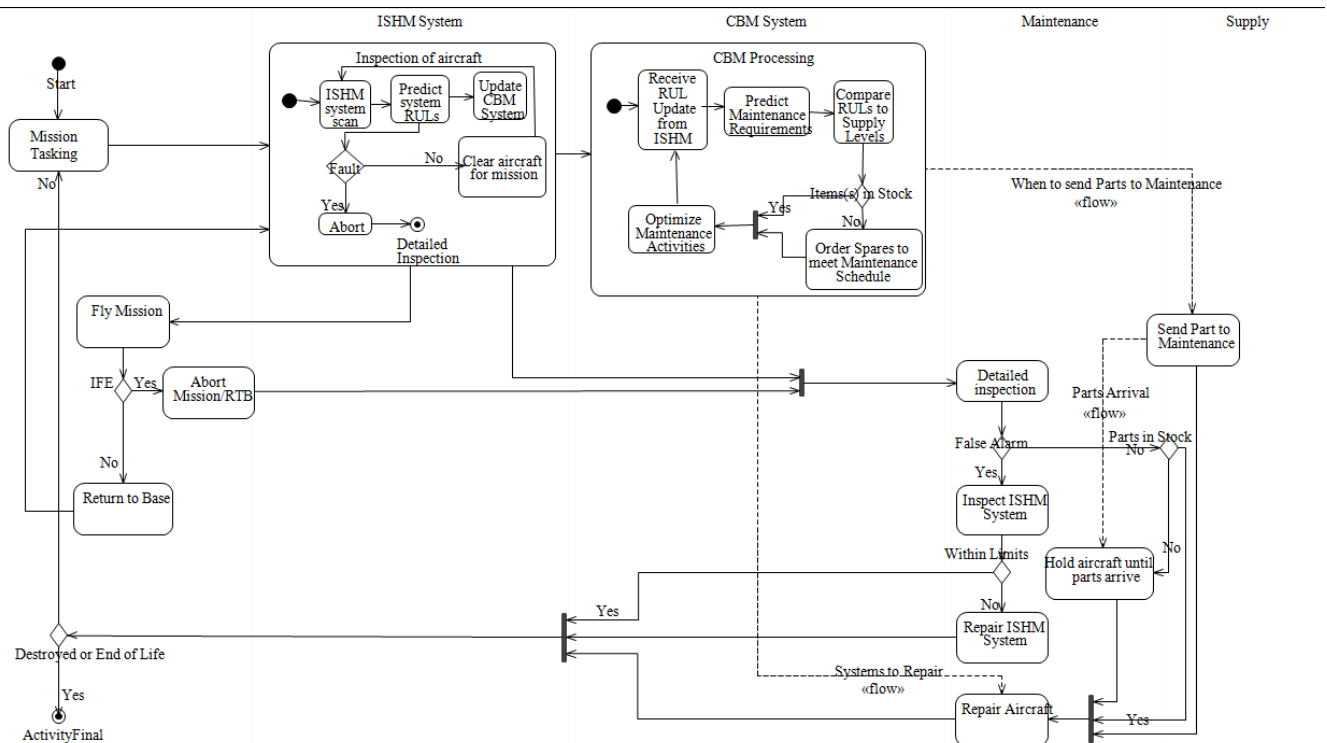 ISHM System
CBM System
Maintenance
Supply
Start
Mission
Tasking
No
Inspection of aircraft
ISHM
system
scan
Predict
system
RULs
Update
CBM
System
Fault
No
Clear aircraft
for mission
Yes
Abort
Detailed
Inspection
CBM Processing
Receive
RUL
Update
from
ISHM
Predict
Maintenance
Requirements
Compare
RULs to
Supply
Levels
Items(s) in Stock
Yes
No
Optimize
Maintenance
Activities
Order Spares to
meet Maintenance
Schedule
When to send Parts to Maintenance
«flow»
Send Part to
Maintenance
Fly Mission
IFE
Yes
Abort
Mission/RTB
No
Return to Base
Detailed
inspection
Parts Arrival
«flow»
False Alarm
No
Parts in Stock
Yes
Inspect ISHM
System
No
Within Limits
Hold aircraft until
parts arrive
Yes
No
Repair ISHM
System
Destroyed or End of Life
Yes
ActivityFinal
Systems to Repair
«flow»
Repair Aircraft
Yes